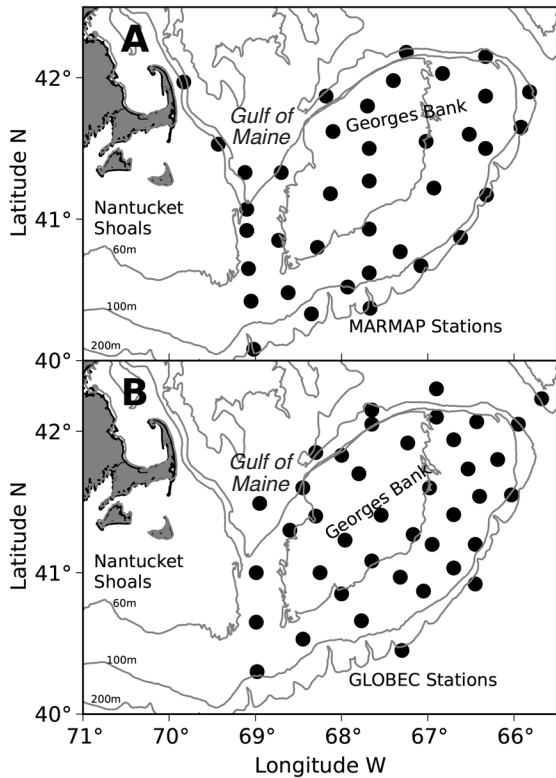 A
42°
Gulf of
Maine
Georges Bank
Latitude N
Nantucket
Shoals
41°
60m
100m
MARMAP Stations
200m
40°
B
42°
Gulf of
Maine
Georges Bank
Latitude N
Nantucket
Shoals
41°
60m
100m
GLOBEC Stations
200m
40°
71° 70° 69° 68° 67° 66°
Longitude W